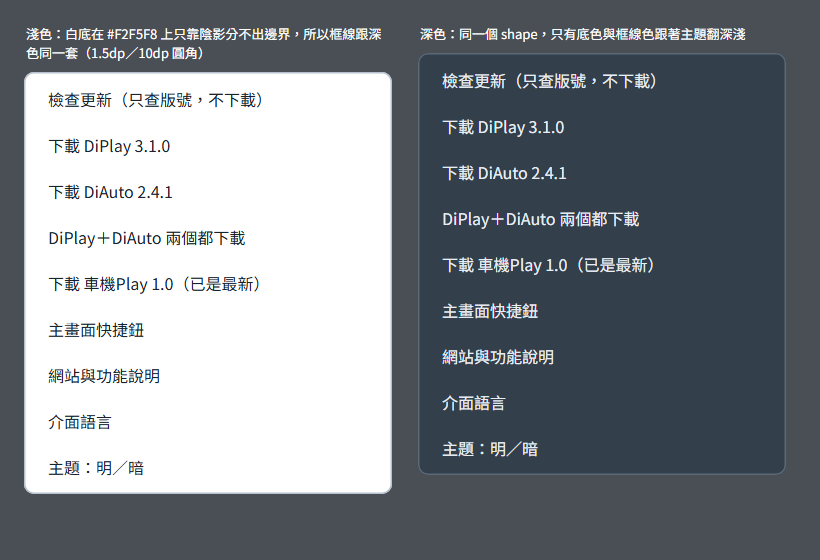 淺色：白底在 #F2F5F8 上只靠陰影分不出邊界，所以框線跟深
色同一套（1.5dp／10dp 圓角）
檢查更新（只查版號，不下載）
下載 DiPlay 3.1.0
下載 DiAuto 2.4.1
DiPlay＋DiAuto 兩個都下載
下載 車機Play 1.0（已是最新）
主畫面快捷鈕
網站與功能說明
介面語言
主題：明／暗
深色：同一個 shape，只有底色與框線色跟著主題翻深淺
檢查更新（只查版號，不下載）
下載 DiPlay 3.1.0
下載 DiAuto 2.4.1
DiPlay＋DiAuto 兩個都下載
下載 車機Play 1.0（已是最新）
主畫面快捷鈕
網站與功能說明
介面語言
主題：明／暗